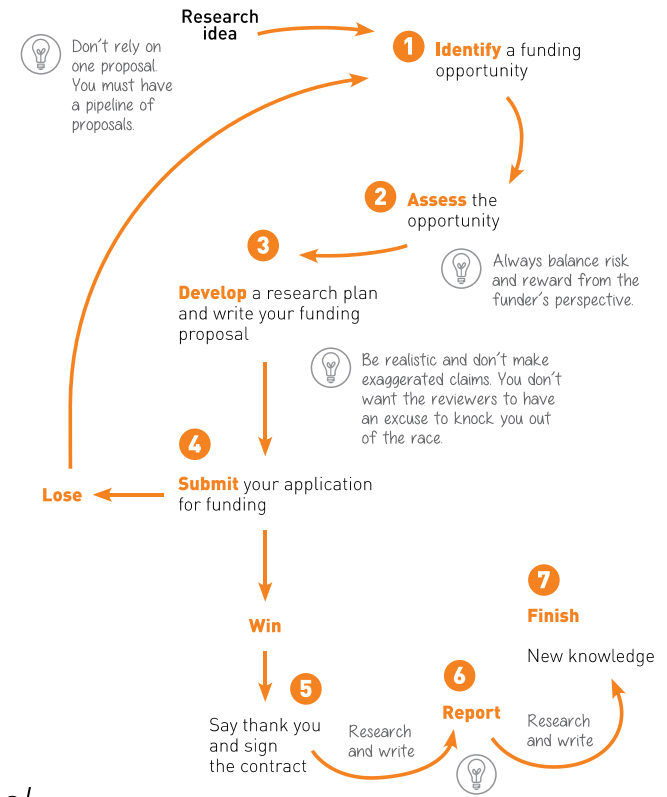 Research
idea
Don't rely on
one proposal.
You must have
a pipeline of
proposals.
1 Identify a funding
opportunity
2 Assess the
opportunity
Always balance risk
and reward from the
funder's perspective.
3
Develop a research plan
and write your funding
proposal
Be realistic and don't make
exaggerated claims. You don't
want the reviewers to have
an excuse to knock you out
of the race.
4
Submit your application
for funding
Lose
Win
5
Say thank you
and sign
the contract
Research
and write
6
Report
Research
and write
7
Finish
New knowledge